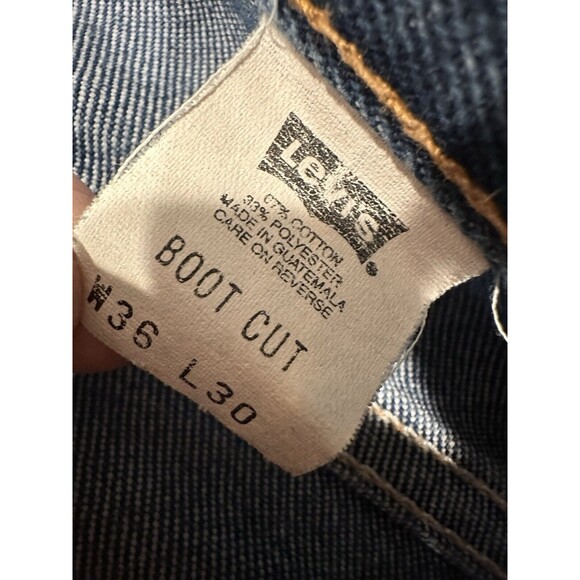 Levi's
®
67% COTTON
33% POLYESTER
MADE IN GUATEMALA
CARE ON REVERSE
BOOT CUT
W36 L30